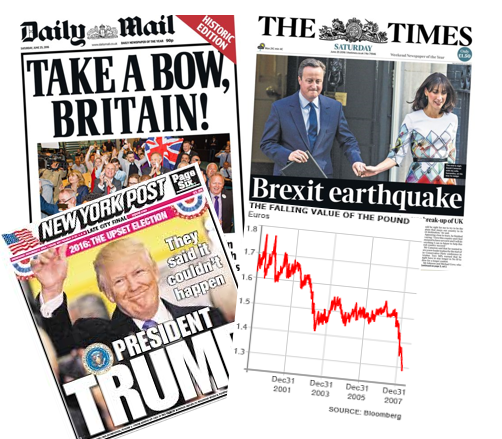 Daily Mail
HISTORIC
EDITION
TAKE A BOW,
BRITAIN!
THE TIMES
SATURDAY
Brexit earthquake
reak-up of UK
NEW YORK POST
Page
Six
LATE CITY FINAL
2016: THE UPSET ELECTION
They
said it
couldn't
happen
PRESIDENT
TRUMP
THE FALLING VALUE OF THE POUND
Euros
1.8
1.7
1.6
1.5
1.4
1.3
Dec31
2001
Dec31
2003
Dec31
2005
Dec31
2007
SOURCE: Bloomberg